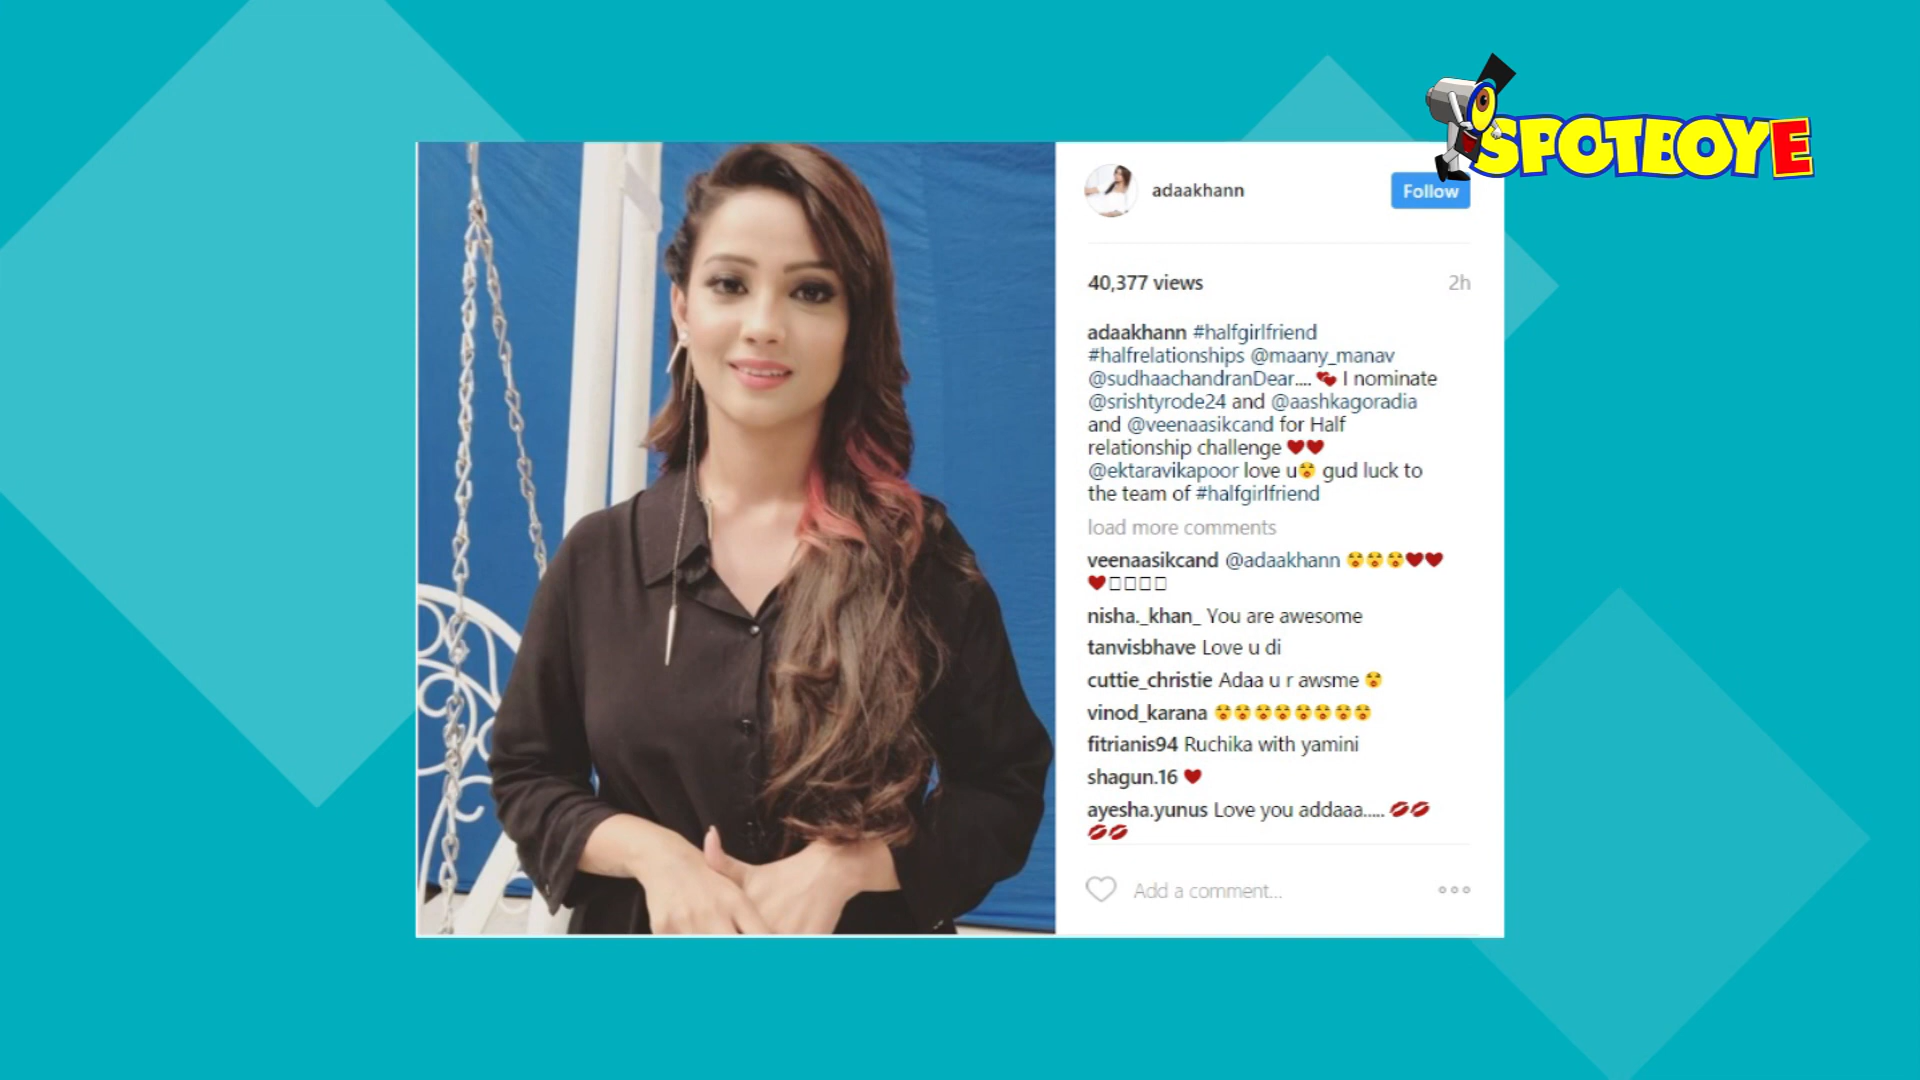 SPOTBOYE
adaakhann
Follow
40,377 views
2h
adaakhann #halfgirlfriend
#halfrelationships @maany_manav
@sudhaachandranDear.... 💕 I nominate
@srishtyrode24 and @aashkagoradia
and @veenaasikcand for Half
relationship challenge ❤❤
@ektaravikapoor love u😘 gud luck to
the team of #halfgirlfriend
load more comments
veenaasikcand @adaakhann 😘😘😘❤❤
❤□□□□
nisha._khan_ You are awesome
tanvisbhave Love u di
cuttie_christie Adaa u r awsme 😘
vinod_karana 😘😘😘😘😘😘😘😘
fitrianis94 Ruchika with yamini
shagun.16 ❤
ayesha.yunus Love you addaaa..... 💋💋
💋💋
Add a comment...